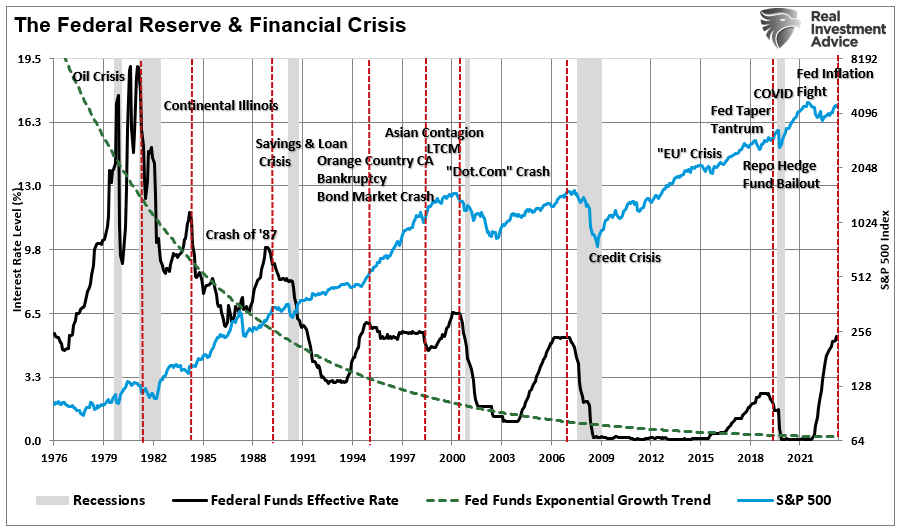 The Federal Reserve & Financial Crisis
Real
Investment
Advice
19.5
16.3
13.0
9.8
6.5
3.3
0.0
Interest Rate Level (%)
Oil Crisis
Continental Illinois
Savings & Loan
Crisis
Crash of '87
Orange Country CA
Bankruptcy
Bond Market Crash
Asian Contagion
LTCM
"Dot.Com" Crash
Credit Crisis
"EU" Crisis
Fed Taper
Tantrum
COVID
Repo Hedge
Fund Bailout
Fed Inflation
Fight
8192
4096
2048
1024
512
256
128
64
S&P 500 Index
1976
1979
1982
1985
1988
1991
1994
1997
2000
2003
2006
2009
2012
2015
2018
2021
Recessions
Federal Funds Effective Rate
Fed Funds Exponential Growth Trend
S&P 500